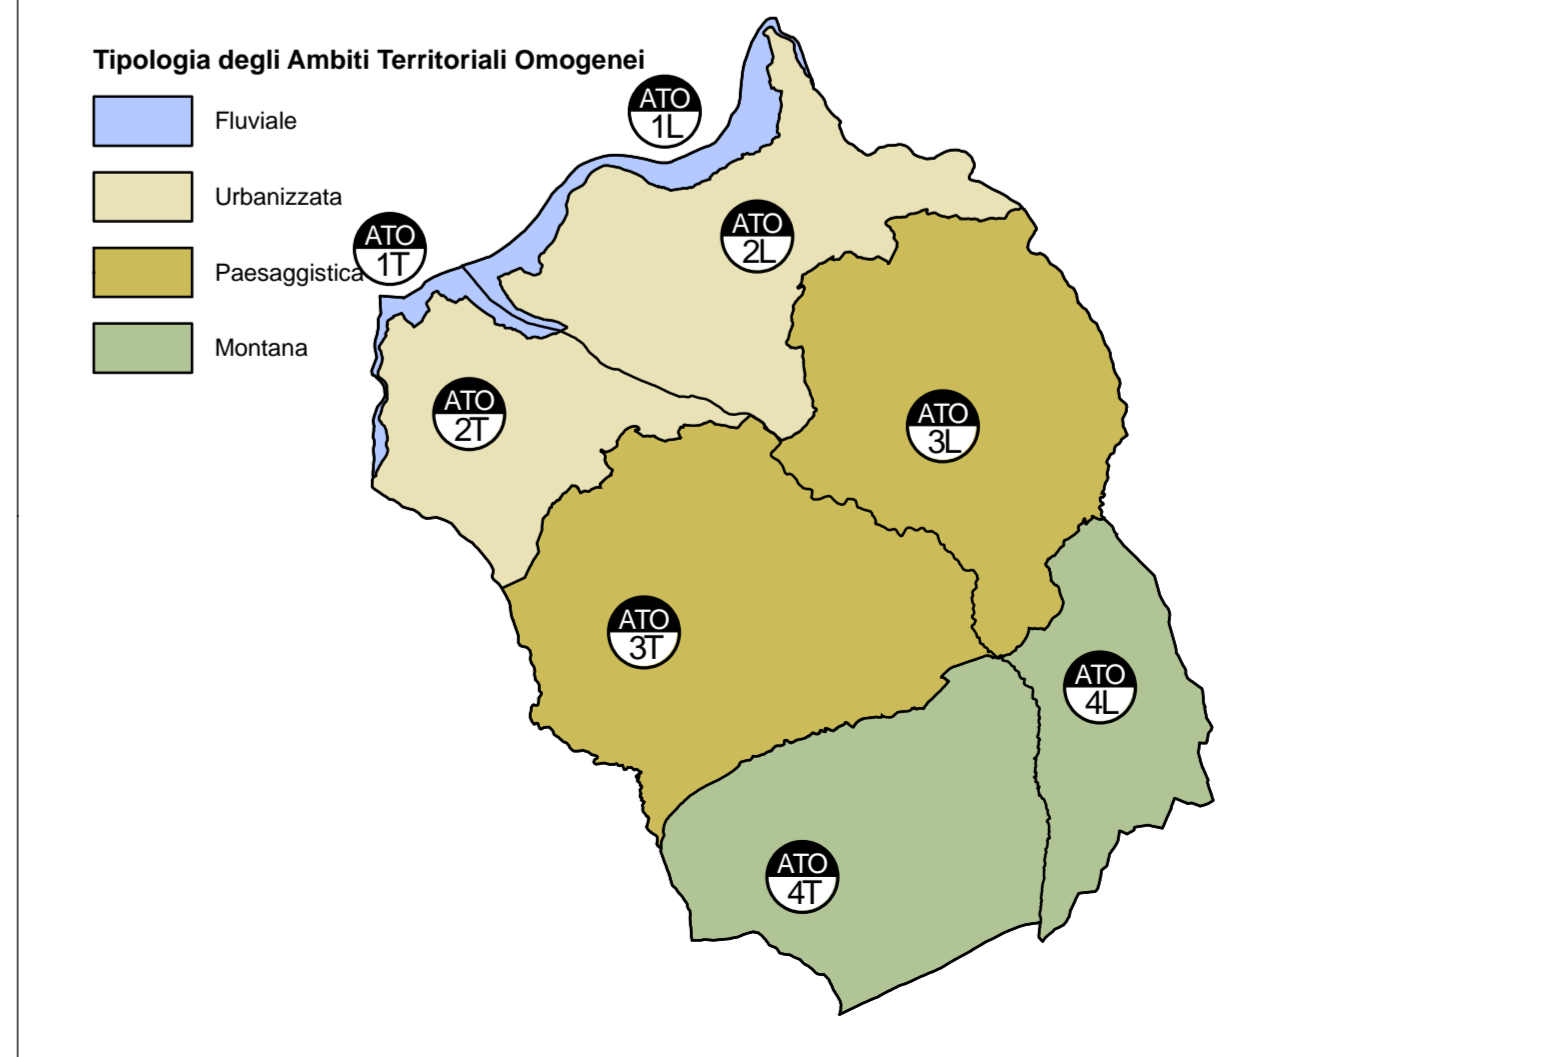 Tipologia degli Ambiti Territoriali Omogenei
Fluviale
Urbanizzata
Paesaggistica
Montana
ATO
1L
ATO
1T
ATO
2L
ATO
2T
ATO
3L
ATO
3T
ATO
4L
ATO
4T